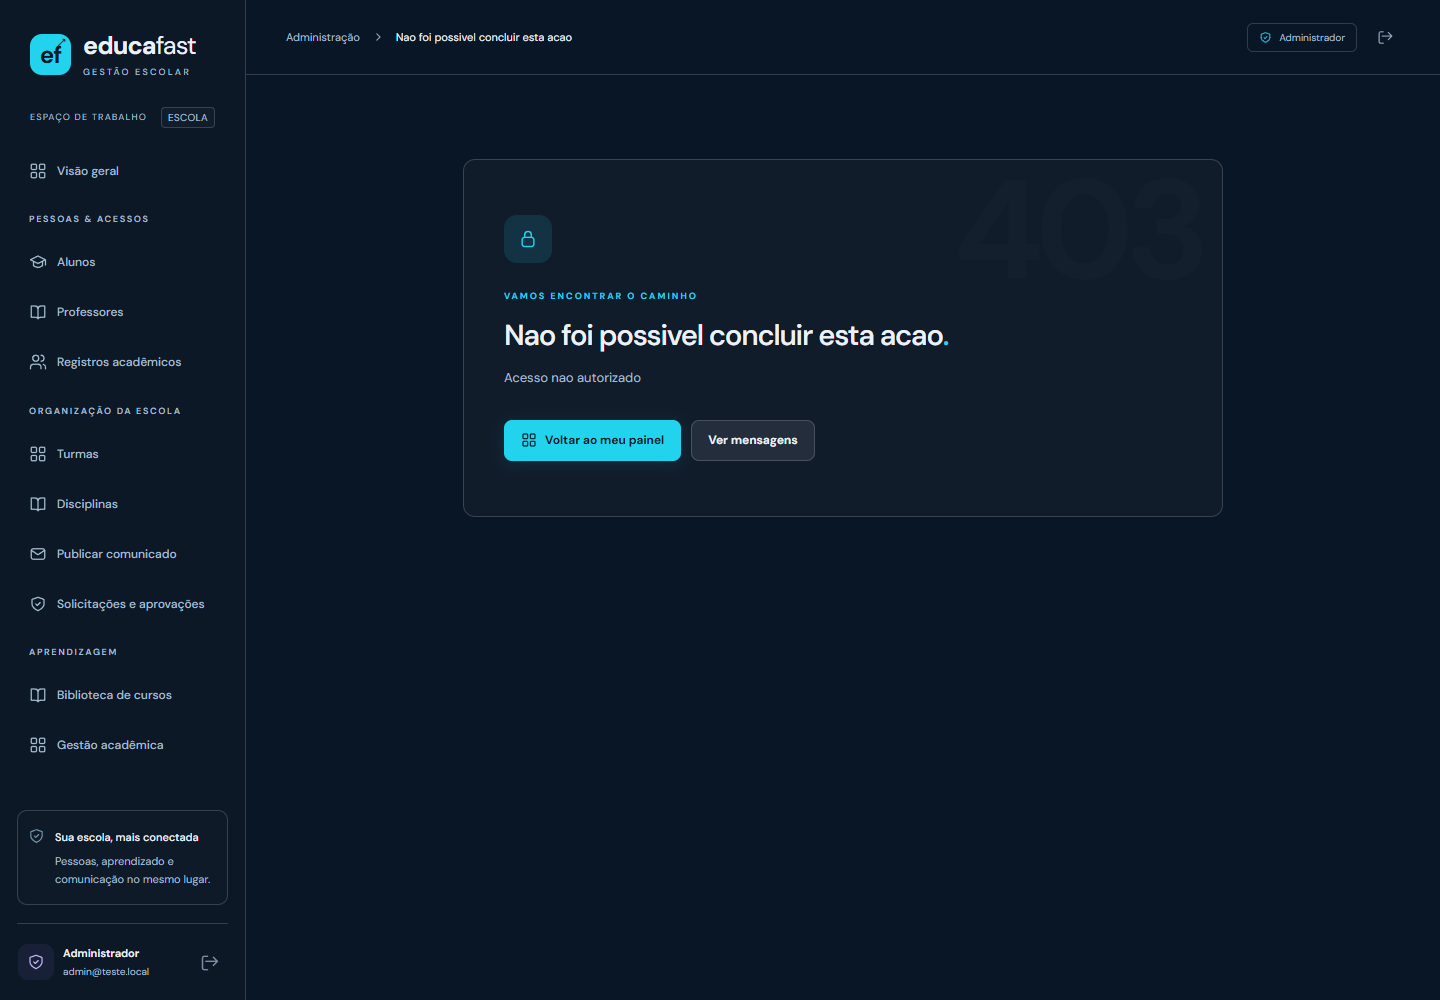 ef
educafast
GESTÃO ESCOLAR
ESPAÇO DE TRABALHO
ESCOLA
Visão geral
PESSOAS & ACESSOS
Alunos
Professores
Registros acadêmicos
ORGANIZAÇÃO DA ESCOLA
Turmas
Disciplinas
Publicar comunicado
Solicitações e aprovações
APRENDIZAGEM
Biblioteca de cursos
Gestão acadêmica
Sua escola, mais conectada
Pessoas, aprendizado e
comunicação no mesmo lugar.
Administrador
admin@teste.local
Administração
Nao foi possivel concluir esta acao
Administrador
403
VAMOS ENCONTRAR O CAMINHO
Nao foi possivel concluir esta acao.
Acesso nao autorizado
Voltar ao meu painel
Ver mensagens